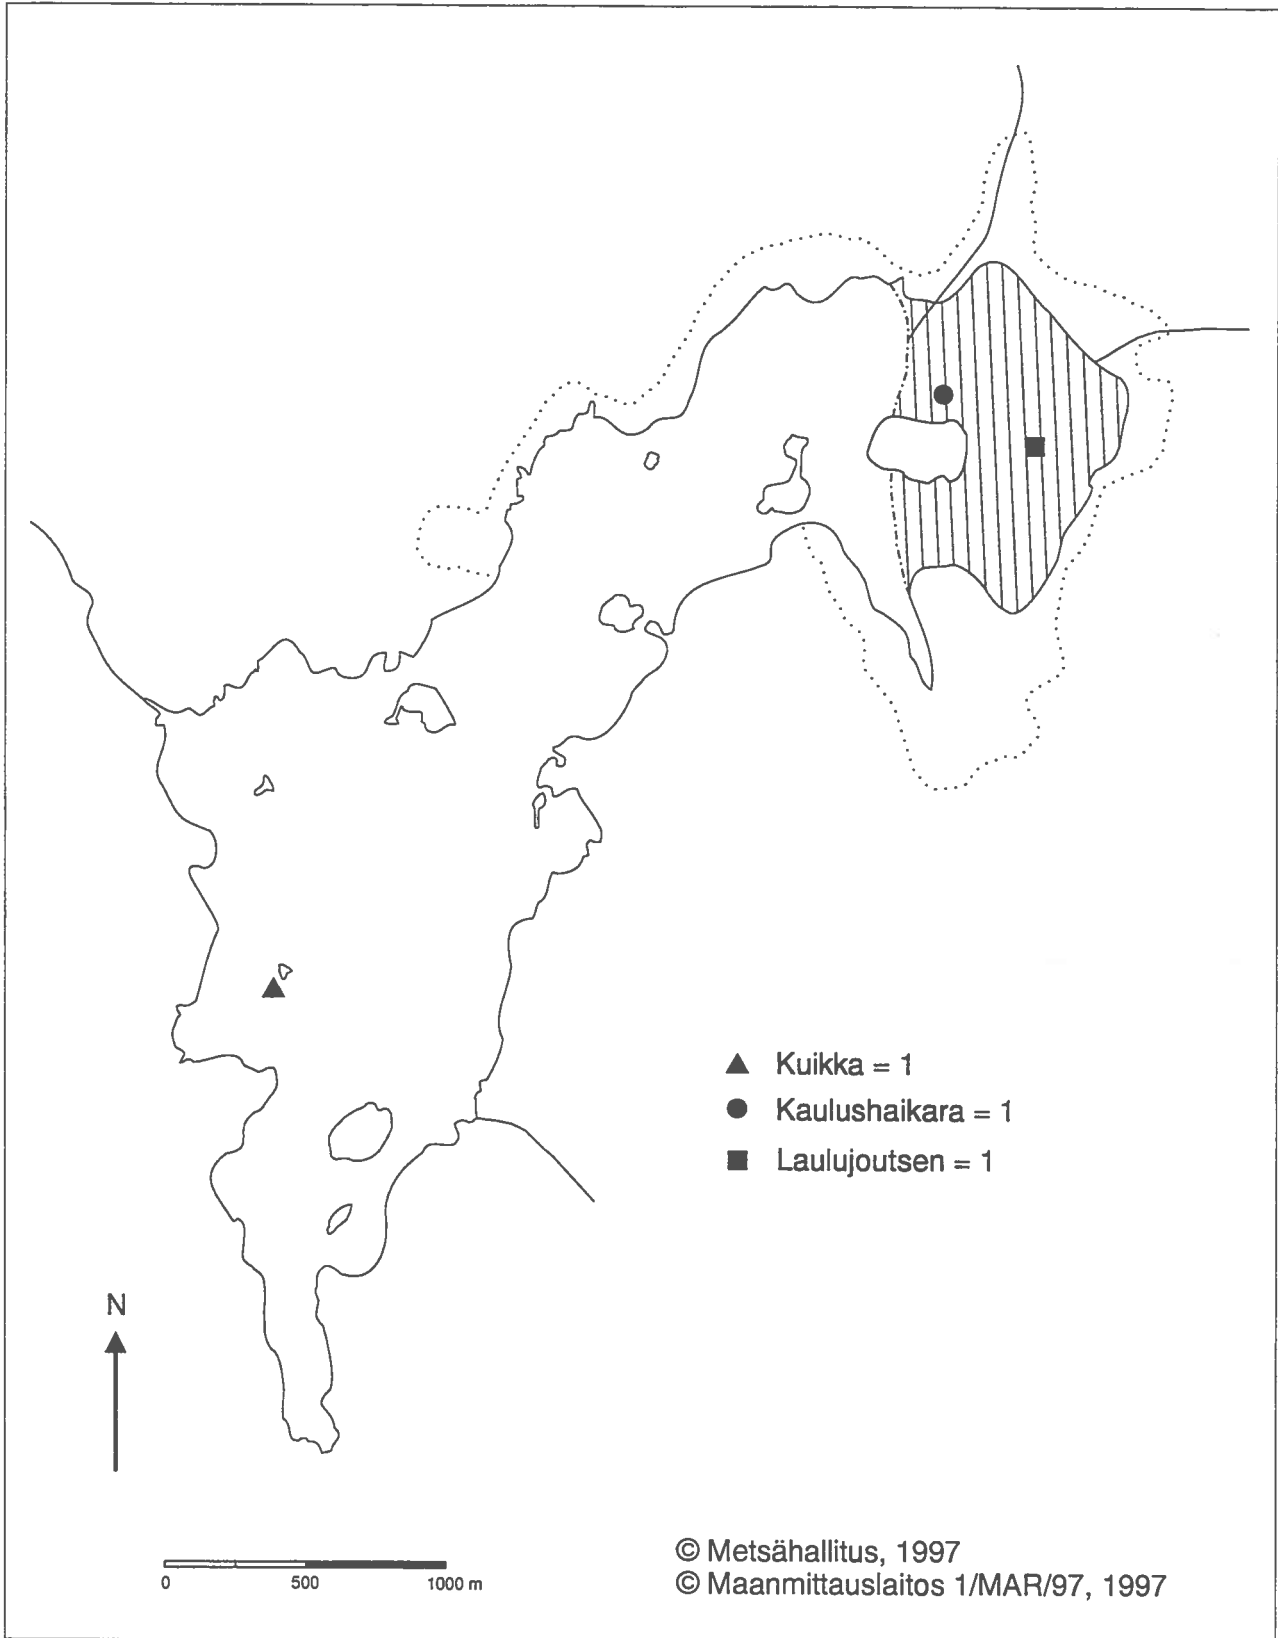 ▲ Kuikka = 1
● Kaulushaikara = 1
■ Laulujoutsen = 1
N
0 500 1000 m
© Metsähallitus, 1997
© Maanmittauslaitos 1/MAR/97, 1997